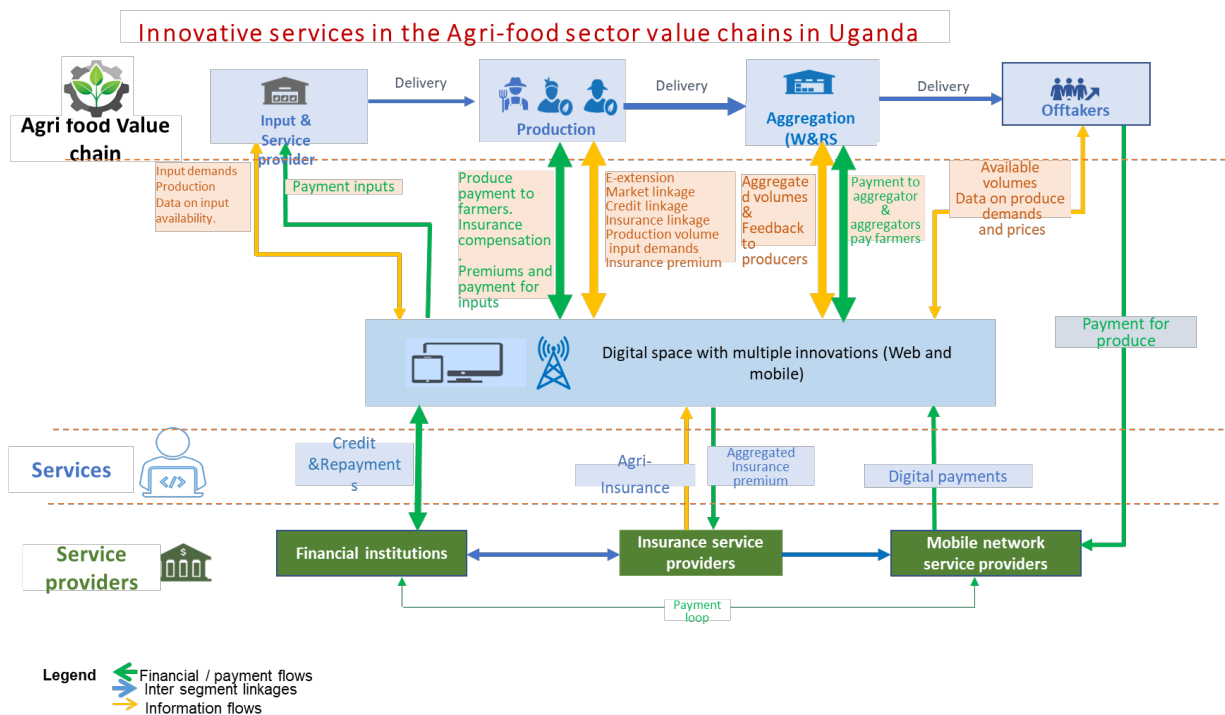 Innovative services in the Agri-food sector value chains in Uganda
Agri food Value
chain
Input &
Service
provider
Delivery
Production
Delivery
Aggregation
(W&RS
Delivery
Offtakers
Input demands
Production
Data on input
availability.
Payment inputs
Produce
payment to
farmers.
Insurance
compensation
.
Premiums and
payment for
inputs
E-extension
Market linkage
Credit linkage
Insurance linkage
Production volume
input demands
Insurance premium
Aggregate
d volumes
&
Feedback
to
producers
Payment to
aggregator
&
aggregators
pay farmers
Available
volumes
Data on produce
demands
and prices
Payment for
produce
Digital space with multiple innovations (Web and
mobile)
Services
</>
Credit
&Repayment
s
Agri-
Insurance
Aggregated
Insurance
premium
Digital payments
Service
providers
$
Financial institutions
Insurance service
providers
Mobile network
service providers
Payment
loop
Legend
Financial / payment flows
Inter segment linkages
Information flows